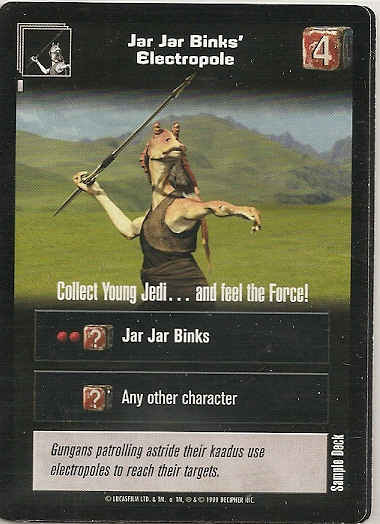 Jar Jar Binks'
Electropole
4
Collect Young Jedi . . . and feel the Force!
? Jar Jar Binks
? Any other character
Gungans patrolling astride their kaadus use
electropoles to reach their targets.
Sample Deck
© LUCASFILM LTD. & TM. ® TM, ® & © 1999 DECIPHER INC.